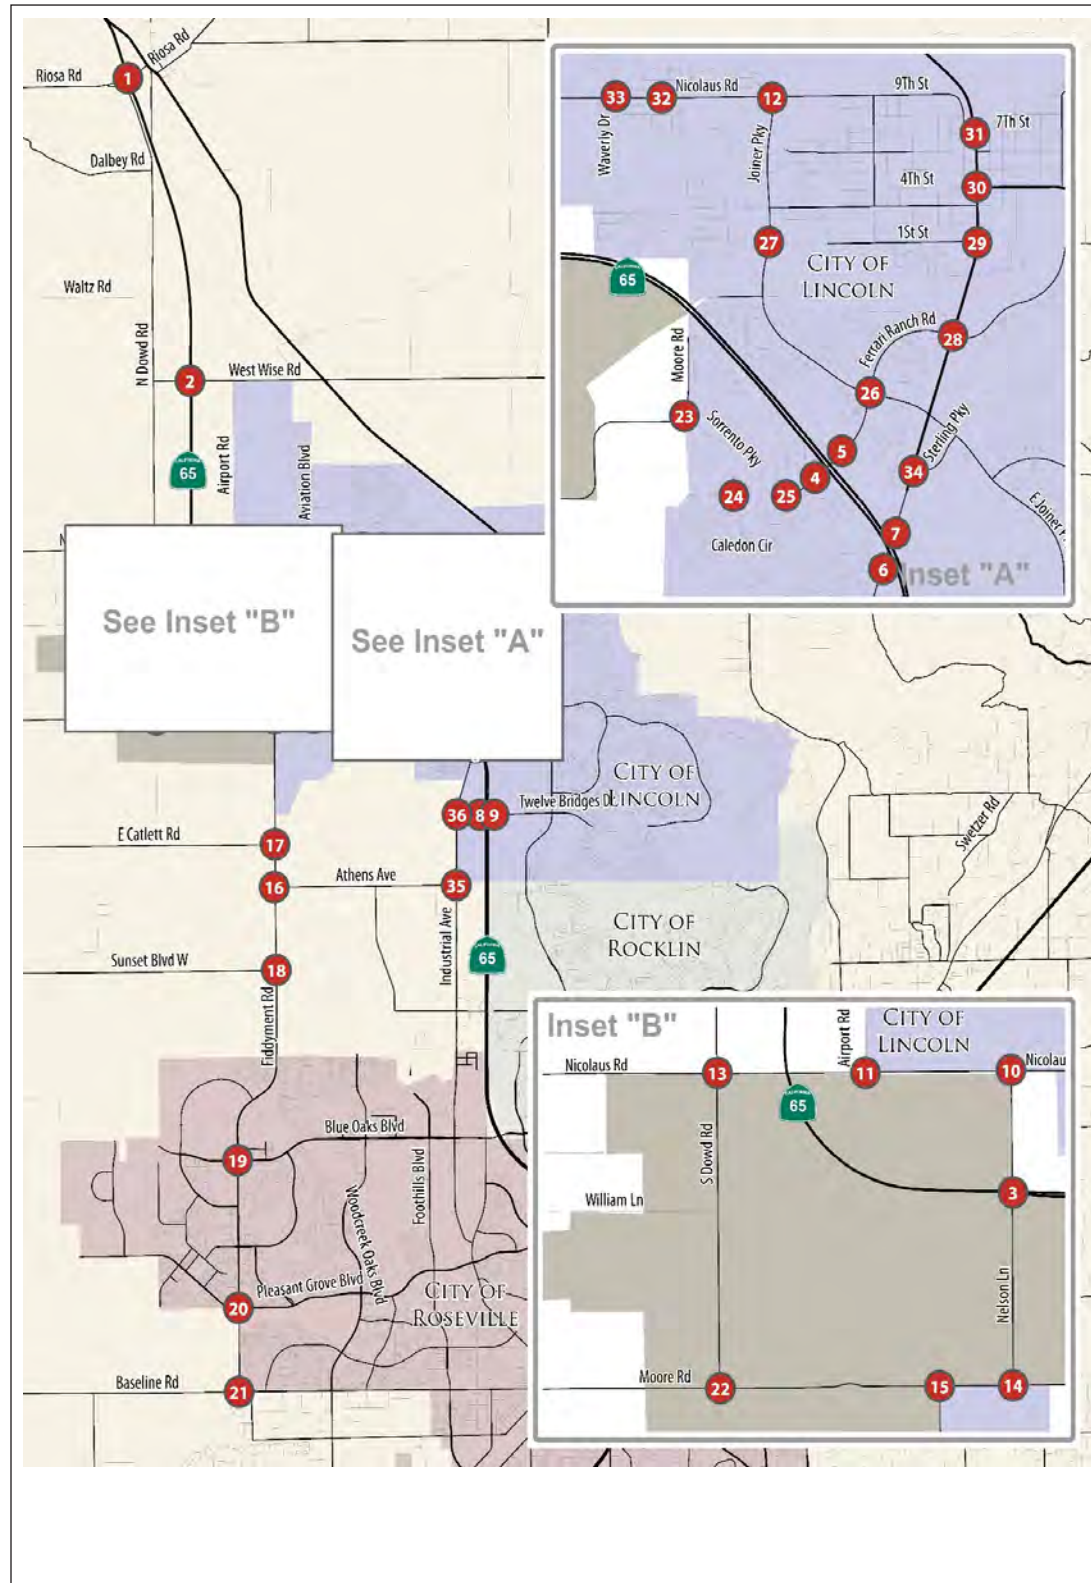 Riosa Rd
Riosa Rd
1
Dalbey Rd
Waltz Rd
N Dowd Rd
2
West Wise Rd
CALIFORNIA
65
Airport Rd
Aviation Blvd
N
See Inset "B"
See Inset "A"
33
32
Nicolaus Rd
12
9Th St
7Th St
31
Waverly Dr
Joiner Pky
4Th St
30
27
1St St
29
CITY OF
LINCOLN
65
Ferrari Ranch Rd
28
Moore Rd
26
23
Sorrento Pky
5
Sterling Pky
4
34
24
25
E Joiner
7
Caledon Cir
6
Inset "A"
CITY OF
LINCOLN
36
8
9
Twelve Bridges D
E Catlett Rd
17
16
Athens Ave
35
Swetzer Rd
Industrial Ave
CITY OF
ROCKLIN
CALIFORNIA
65
Sunset Blvd W
18
Fiddyment Rd
Blue Oaks Blvd
19
Foothills Blvd
Woodcreek Oaks Blvd
Pleasant Grove Blvd
20
CITY OF
ROSEVILLE
Baseline Rd
21
Inset "B"
Airport Rd
CITY OF
LINCOLN
Nicolaus Rd
13
11
10
Nicolau
65
S Dowd Rd
William Ln
3
Nelson Ln
Moore Rd
22
15
14